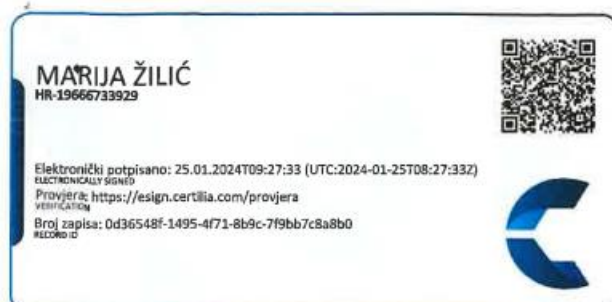 MARIJA ŽILIĆ
HR-19666733929
Elektronički potpisano: 25.01.2024T09:27:33 (UTC:2024-01-25T08:27:33Z)
ELECTRONICALLY SIGNED
Provjera: https://esign.certilia.com/provjera
VERIFICATION
Broj zapisa: 0d36548f-1495-4f71-8b9c-7f9bb7c8a8b0
RECORD ID